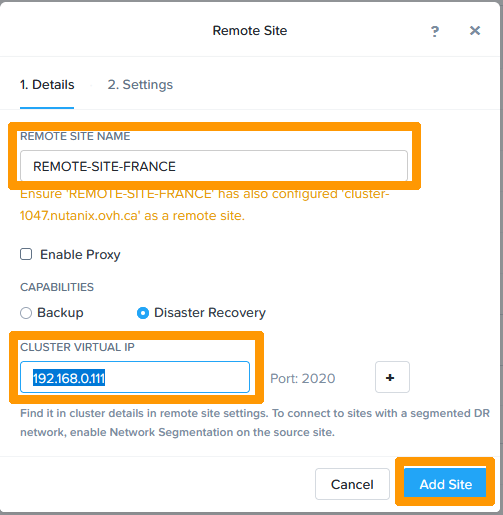 Remote Site
? ×
1. Details 2. Settings
REMOTE SITE NAME
REMOTE-SITE-FRANCE
Ensure 'REMOTE-SITE-FRANCE' has also configured 'cluster-
1047.nutanix.ovh.ca' as a remote site.
Enable Proxy
CAPABILITIES
Backup Disaster Recovery
CLUSTER VIRTUAL IP
192.168.0.111 Port: 2020 +
Find it in cluster details in remote site settings. To connect to sites with a segmented DR
network, enable Network Segmentation on the source site.
Cancel Add Site